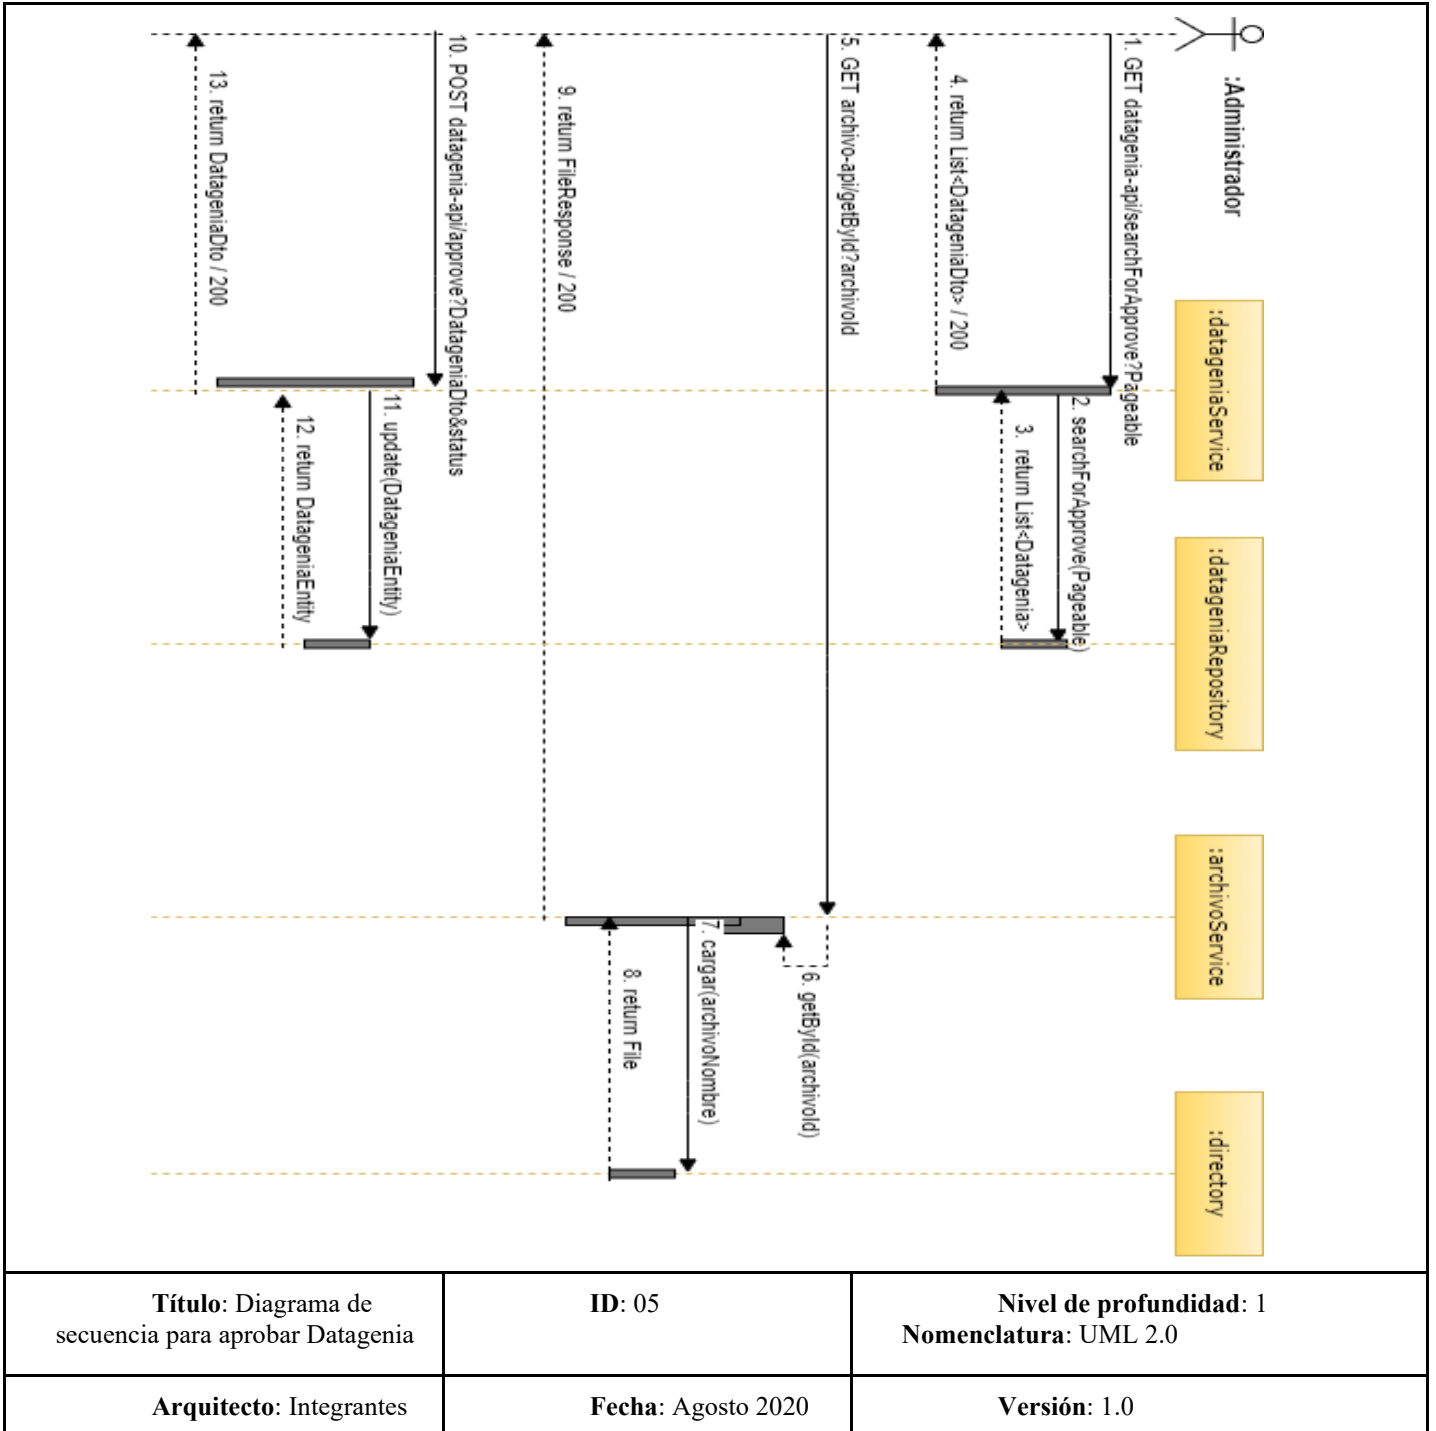 :Administrador
:datageniaService
:datageniaRepository
:archivoService
:directory
1. GET datagenia-api/searchForApprove?Pageable
2. searchForApprove(Pageable)
3. return List<Datagenia>
4. return List<DatageniaDto> / 200
5. GET archivo-api/getById?archivoId
6. getById(archivoId)
7. cargar(archivoNombre)
8. return File
9. return FileResponse / 200
10. POST datagenia-api/approve?DatageniaDto&status
11. update(DatageniaEntity)
12. return DatageniaEntity
13. return DatageniaDto / 200
Título: Diagrama de
secuencia para aprobar Datagenia
ID: 05
Nivel de profundidad: 1
Nomenclatura: UML 2.0
Arquitecto: Integrantes
Fecha: Agosto 2020
Versión: 1.0